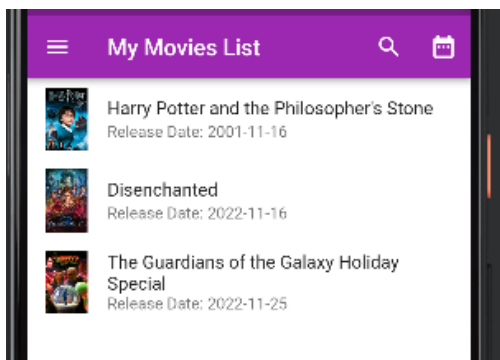 My Movies List
Harry Potter and the Philosopher's Stone
Release Date: 2001-11-16
Disenchanted
Release Date: 2022-11-16
The Guardians of the Galaxy Holiday
Special
Release Date: 2022-11-25